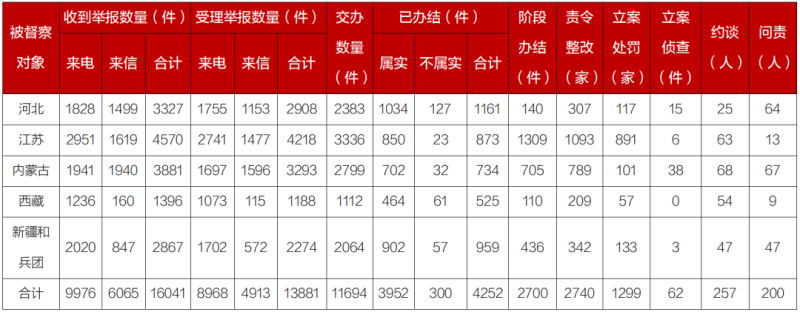 被督察对象 收到举报数量（件） 受理举报数量（件） 交办数量（件） 已办结（件） 阶段办结（件） 责令整改（家） 立案处罚（家） 立案侦查（件） 约谈（人） 问责（人）
来电 来信 合计 来电 来信 合计 属实 不属实 合计
河北 1828 1499 3327 1755 1153 2908 2383 1034 127 1161 140 307 117 15 25 64
江苏 2951 1619 4570 2741 1477 4218 3336 850 23 873 1309 1093 891 6 63 13
内蒙古 1941 1940 3881 1697 1596 3293 2799 702 32 734 705 789 101 38 68 67
西藏 1236 160 1396 1073 115 1188 1112 464 61 525 110 209 57 0 54 9
新疆和兵团 2020 847 2867 1702 572 2274 2064 902 57 959 436 342 133 3 47 47
合计 9976 6065 16041 8968 4913 13881 11694 3952 300 4252 2700 2740 1299 62 257 200